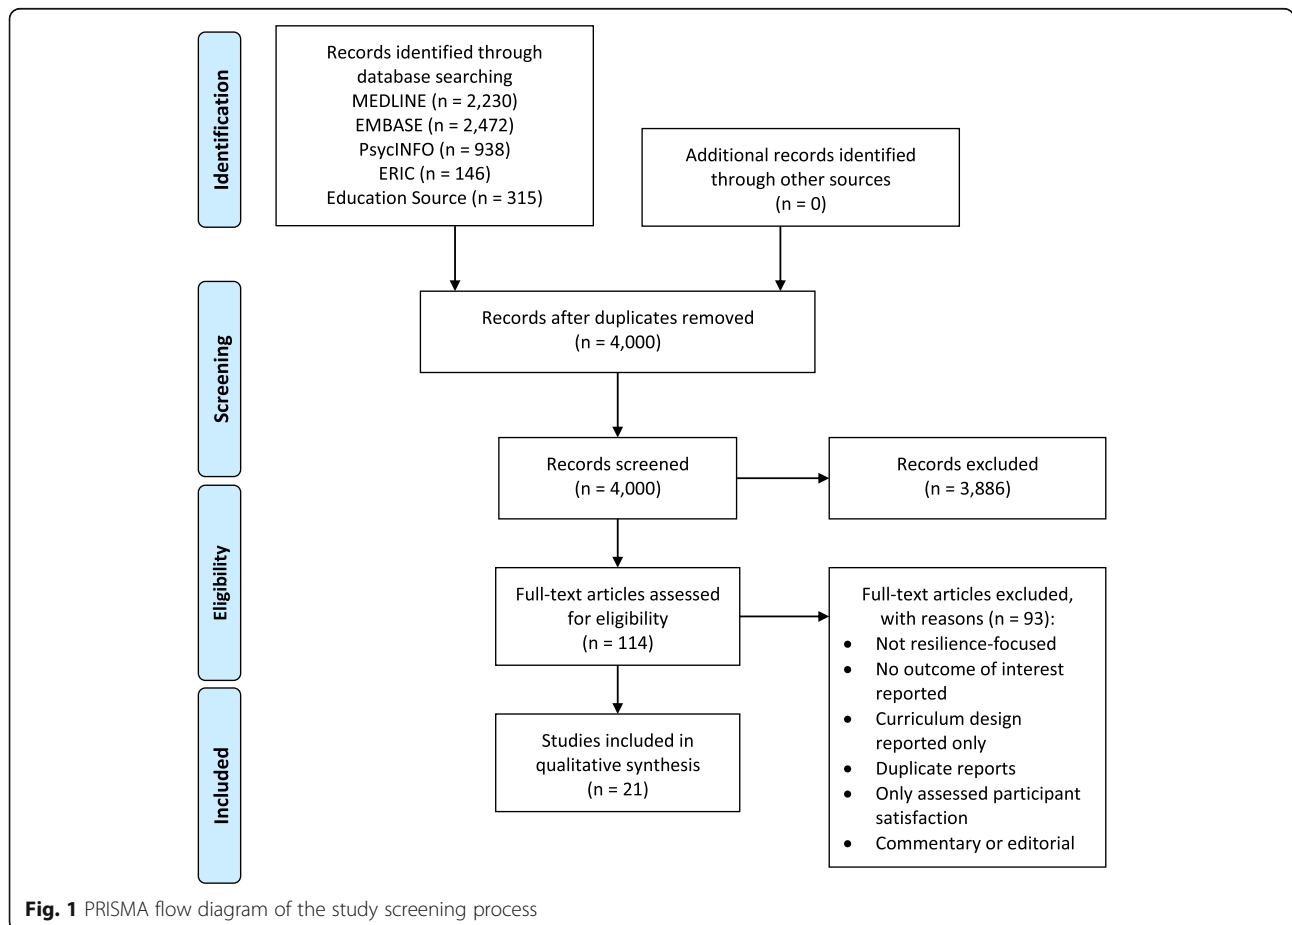 Identification
Records identified through
database searching
MEDLINE (n = 2,230)
EMBASE (n = 2,472)
PsycINFO (n = 938)
ERIC (n = 146)
Education Source (n = 315)
Additional records identified
through other sources
(n = 0)
Screening
Records after duplicates removed
(n = 4,000)
Records screened
(n = 4,000)
Records excluded
(n = 3,886)
Eligibility
Full-text articles assessed
for eligibility
(n = 114)
Full-text articles excluded,
with reasons (n = 93):
• Not resilience-focused
• No outcome of interest
reported
• Curriculum design
reported only
• Duplicate reports
• Only assessed participant
satisfaction
• Commentary or editorial
Included
Studies included in
qualitative synthesis
(n = 21)
Fig. 1 PRISMA flow diagram of the study screening process